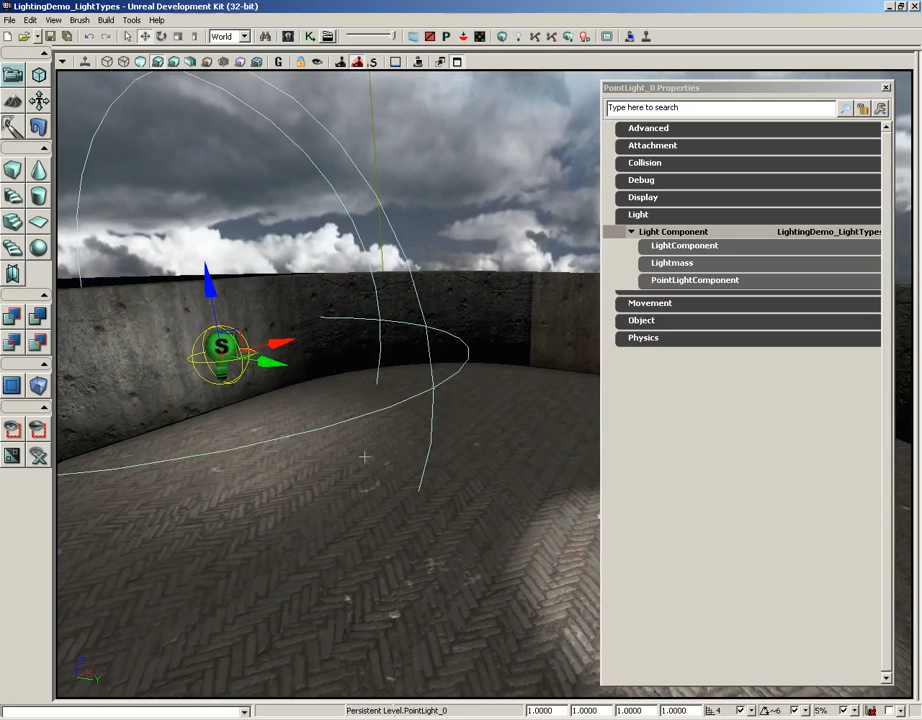 LightingDemo_LightTypes - Unreal Development Kit (32-bit)
File Edit View Brush Build Tools Help
World
P
G
K
S
PointLight_0 Properties
Type here to search
Advanced
Attachment
Collision
Debug
Display
Light
Light Component LightingDemo_LightTypes
LightComponent
Lightmass
PointLightComponent
Movement
Object
Physics
S
Z
X
Y
Persistent Level.PointLight_0 1.0000 1.0000 1.0000 1.0000 4 ~6 5%